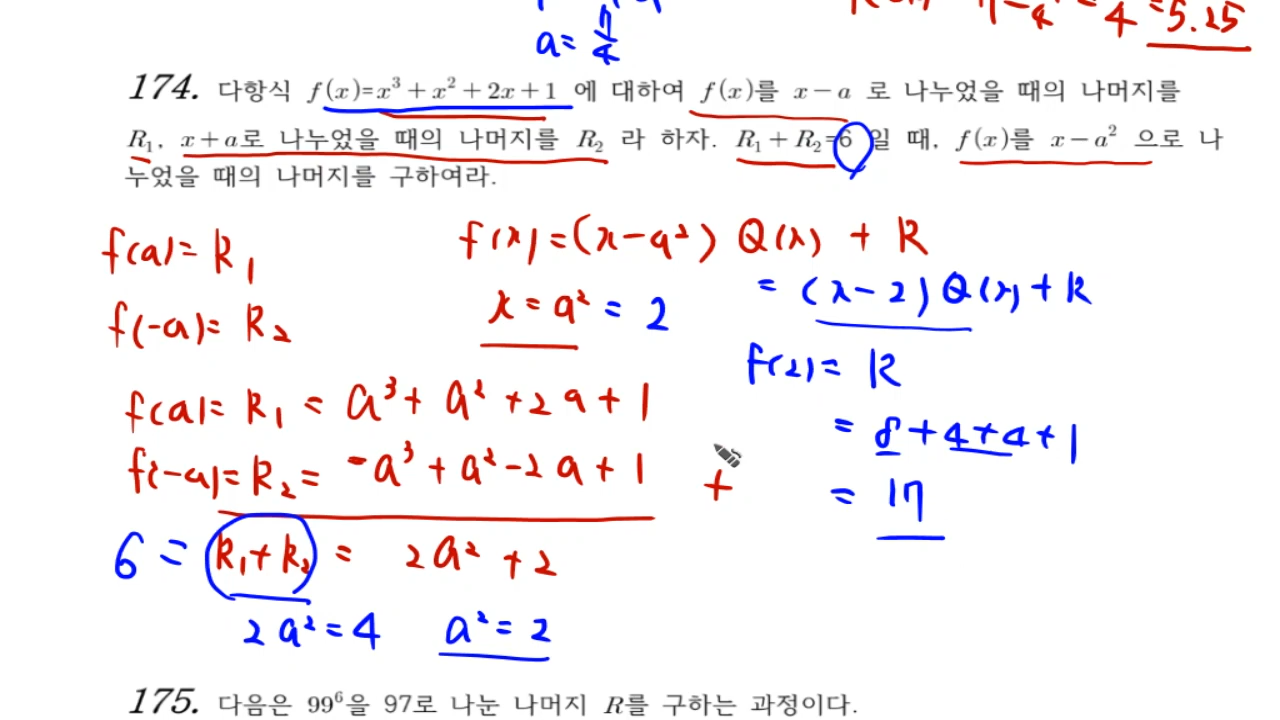 a = 7/4
= 4 = 5.25
174. 다항식 f(x)=x³+x²+2x+1 에 대하여 f(x)를 x-a 로 나누었을 때의 나머지를
R₁, x+a로 나누었을 때의 나머지를 R₂ 라 하자. R₁+R₂=6 일 때, f(x)를 x-a² 으로 나
누었을 때의 나머지를 구하여라.
f(a)= R₁
f(-a)= R₂
f(x)=(x-a²) Q(x) + R
x = a² = 2
= (x-2) Q(x)+R
f(a)= R₁ = a³+ a²+2a+1
f(-a)= R₂= -a³+a²-2a+1
+
6 = R₁+R₂ = 2a²+2
2a²=4 a²=2
f(2)= R
= 8+4+4+1
= 17
175. 다음은 99⁶을 97로 나눈 나머지 R를 구하는 과정이다.